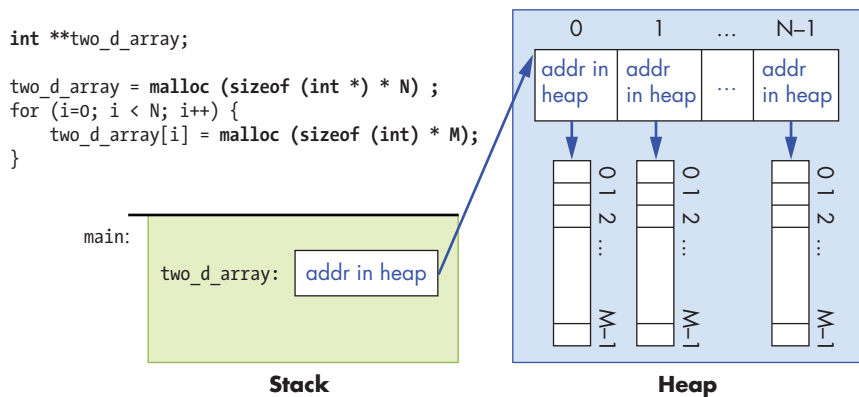 int **two_d_array;
two_d_array = malloc (sizeof (int *) * N) ;
for (i=0; i < N; i++) {
    two_d_array[i] = malloc (sizeof (int) * M);
}
main:
two_d_array: addr in heap
Stack
0 1 ... N–1
addr in heap
addr in heap
...
addr in heap
0 1 2 ... M–1
0 1 2 ... M–1
0 1 2 ... M–1
Heap